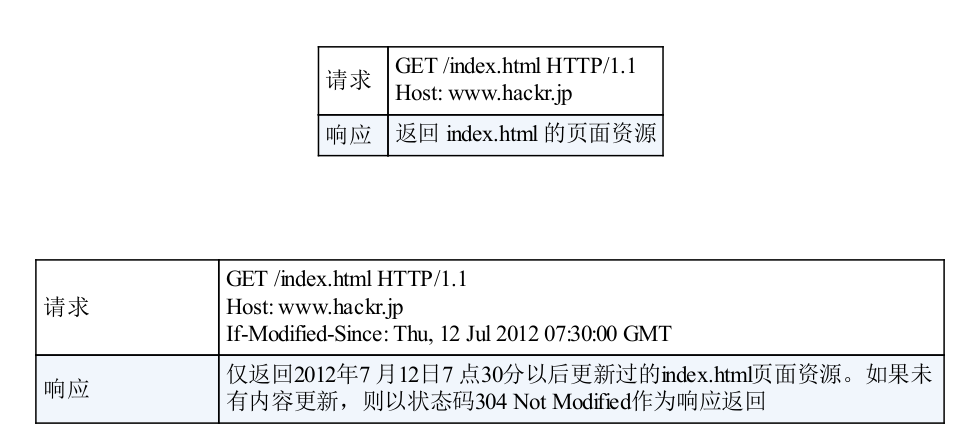 请求
GET /index.html HTTP/1.1
Host: www.hackr.jp
响应
返回 index.html 的页面资源
请求
GET /index.html HTTP/1.1
Host: www.hackr.jp
If-Modified-Since: Thu, 12 Jul 2012 07:30:00 GMT
响应
仅返回2012年7 月12日7 点30分以后更新过的index.html页面资源。如果未
有内容更新，则以状态码304 Not Modified作为响应返回